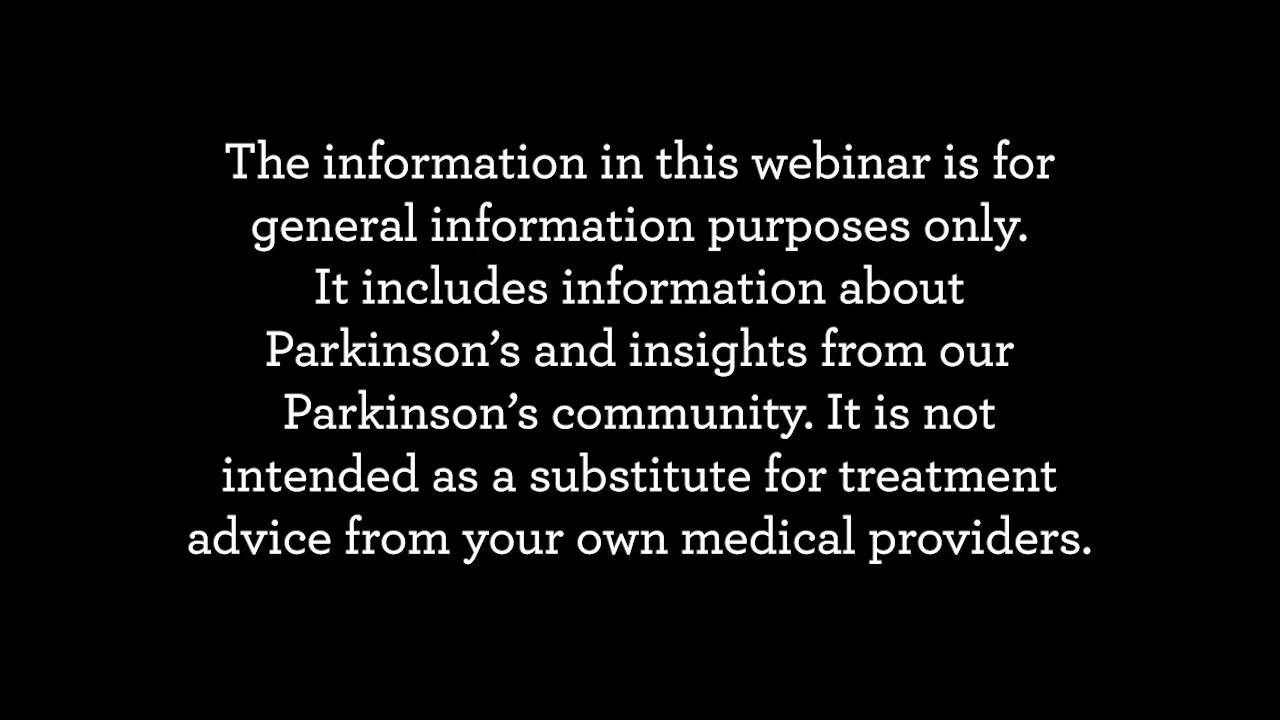 The information in this webinar is for
general information purposes only.
It includes information about
Parkinson’s and insights from our
Parkinson’s community. It is not
intended as a substitute for treatment
advice from your own medical providers.